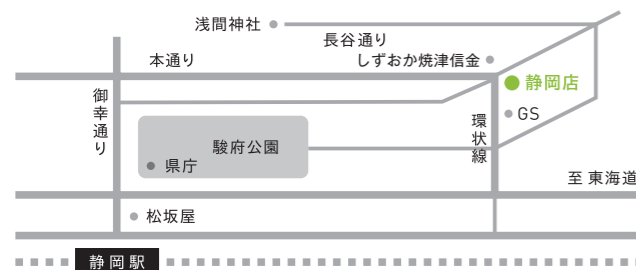 浅間神社
長谷通り
しずおか焼津信金
本通り
静岡店
御幸通り
GS
環状線
駿府公園
県庁
至 東海道
松坂屋
静岡駅